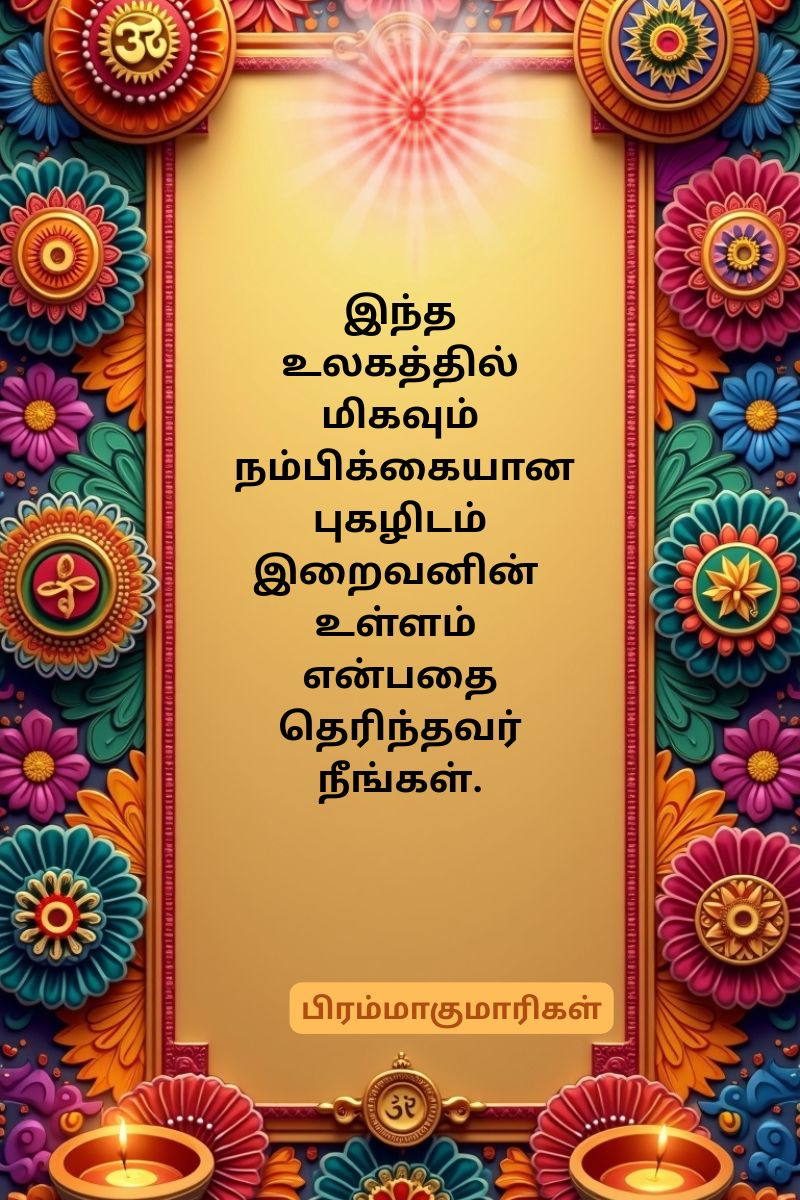 இந்த
உலகத்தில்
மிகவும்
நம்பிக்கையான
புகழிடம்
இறைவனின்
உள்ளம்
என்பதை
தெரிந்தவர்
நீங்கள்.
பிரம்மாகுமாரிகள்